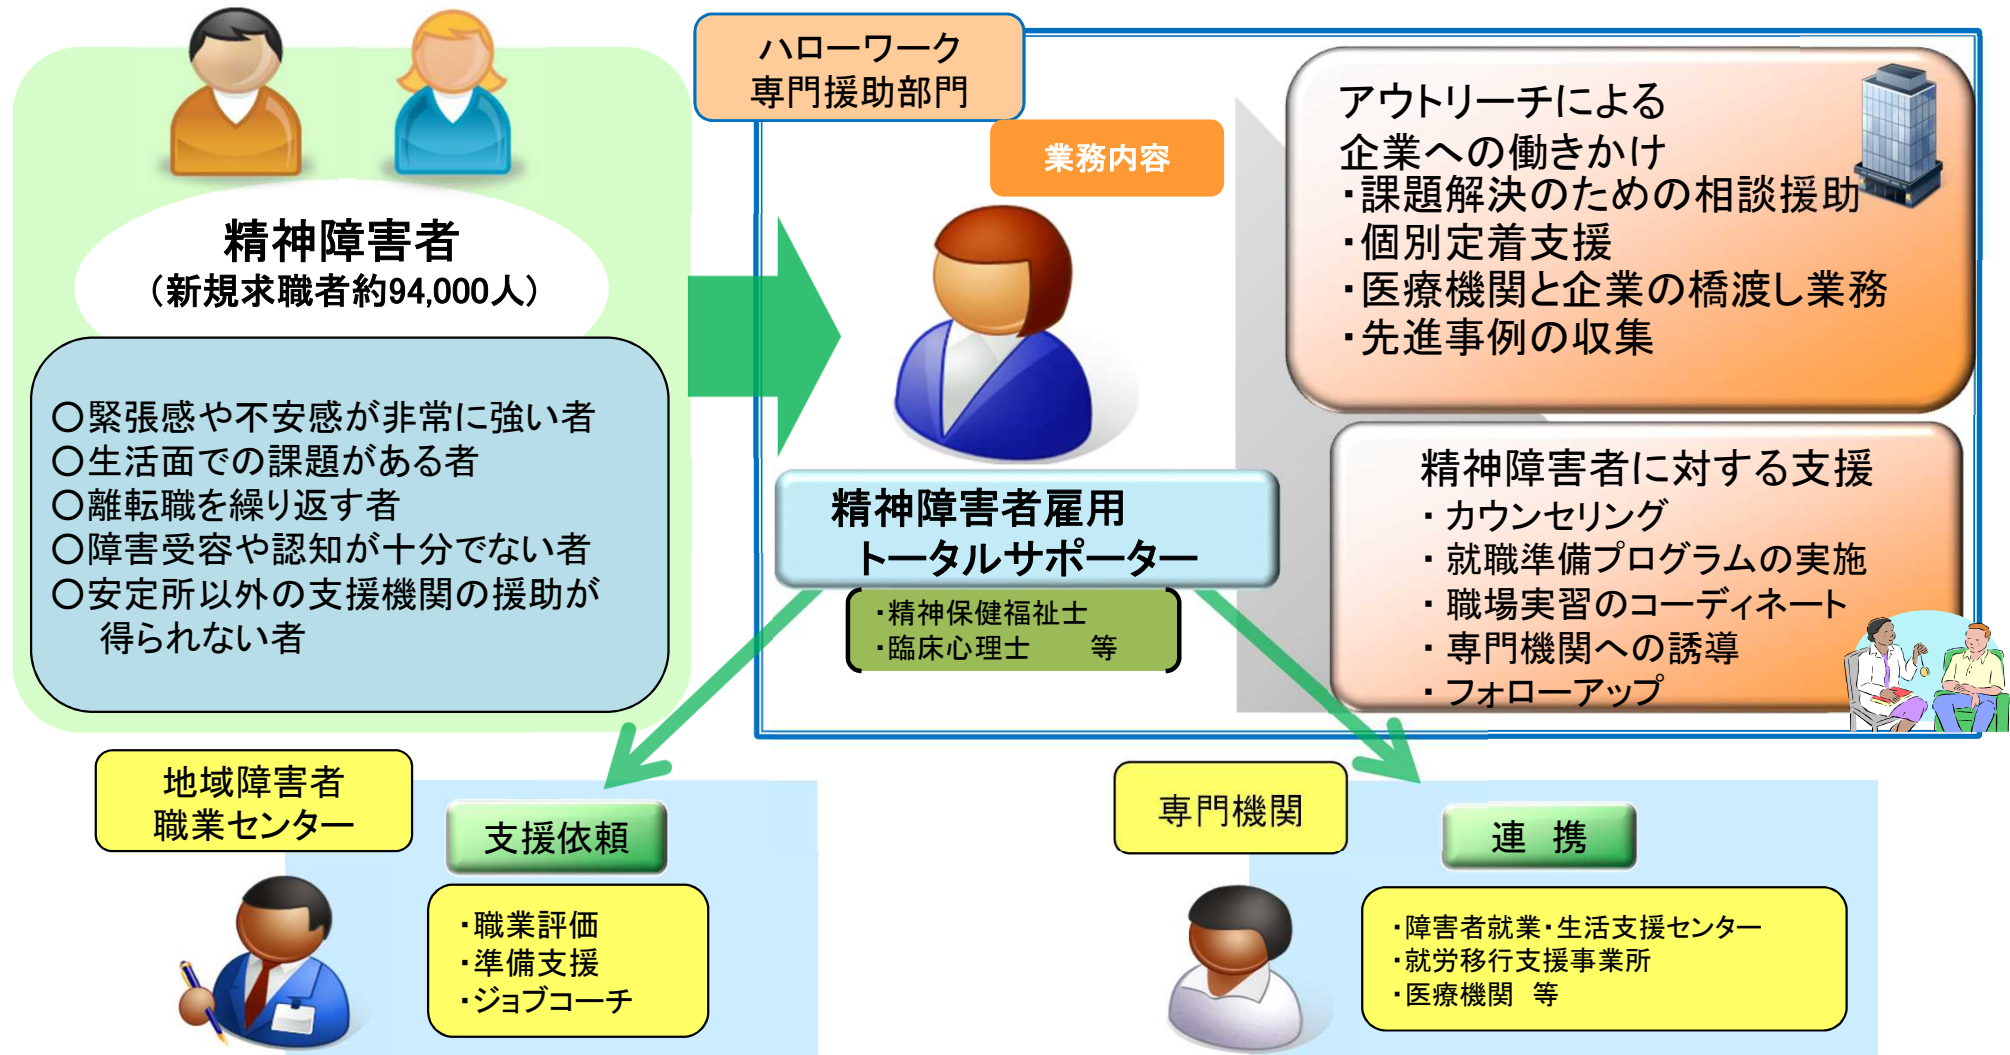 精神障害者
（新規求職者約94,000人）
○緊張感や不安感が非常に強い者
○生活面での課題がある者
○離転職を繰り返す者
○障害受容や認知が十分でない者
○安定所以外の支援機関の援助が
得られない者
ハローワーク
専門援助部門
業務内容
精神障害者雇用
トータルサポーター
・精神保健福祉士
・臨床心理士　　等
アウトリーチによる
企業への働きかけ
・課題解決のための相談援助
・個別定着支援
・医療機関と企業の橋渡し業務
・先進事例の収集
精神障害者に対する支援
・カウンセリング
・就職準備プログラムの実施
・職場実習のコーディネート
・専門機関への誘導
・フォローアップ
地域障害者
職業センター
支援依頼
・職業評価
・準備支援
・ジョブコーチ
専門機関
連　携
・障害者就業・生活支援センター
・就労移行支援事業所
・医療機関　等